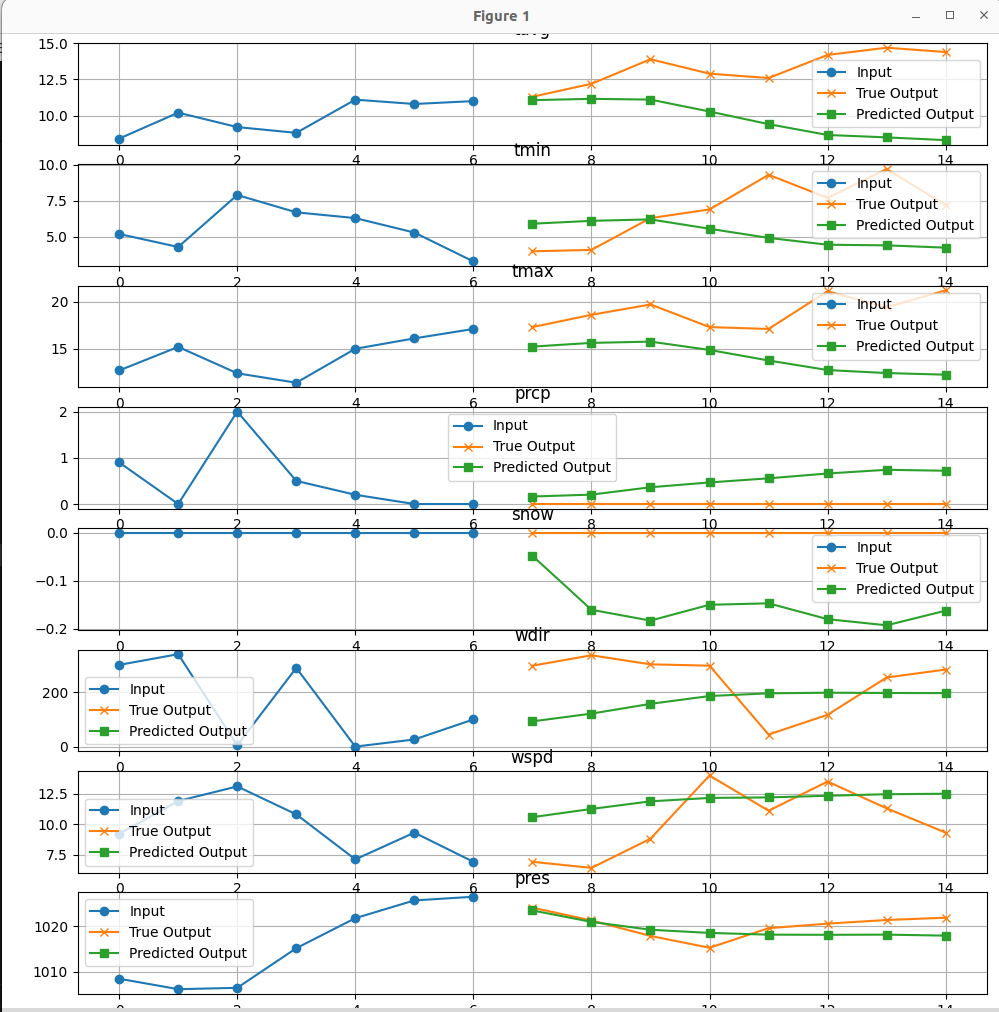 Figure 1
15.0
12.5
10.0
Input
True Output
Predicted Output
0 2 4 6 8 10 12 14
tmin
10.0
7.5
5.0
Input
True Output
Predicted Output
0 2 4 6 8 10 12 14
tmax
20
15
Input
True Output
Predicted Output
0 2 4 6 8 10 12 14
prcp
2
1
0
Input
True Output
Predicted Output
0 2 4 6 8 10 12 14
snow
0.0
−0.1
−0.2
Input
True Output
Predicted Output
0 2 4 6 8 10 12 14
wdir
200
0
Input
True Output
Predicted Output
0 2 4 6 8 10 12 14
wspd
12.5
10.0
7.5
Input
True Output
Predicted Output
0 2 4 6 8 10 12 14
pres
1020
1010
Input
True Output
Predicted Output